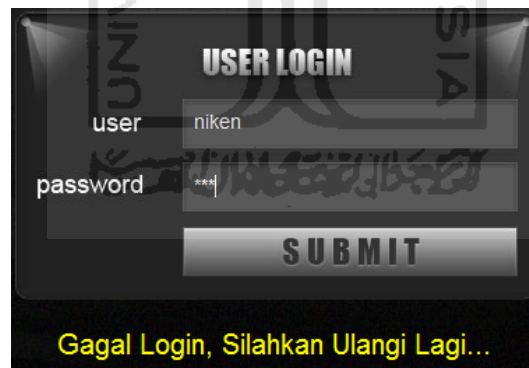 USER LOGIN
user niken
password ***
SUBMIT
Gagal Login, Silahkan Ulangi Lagi...